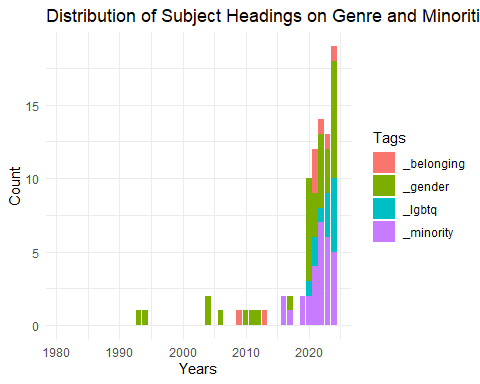 Distribution of Subject Headings on Genre and Minoriti
Count
15
10
5
0
1980 1990 2000 2010 2020
Years
Tags
_belonging
_gender
_lgbtq
_minority